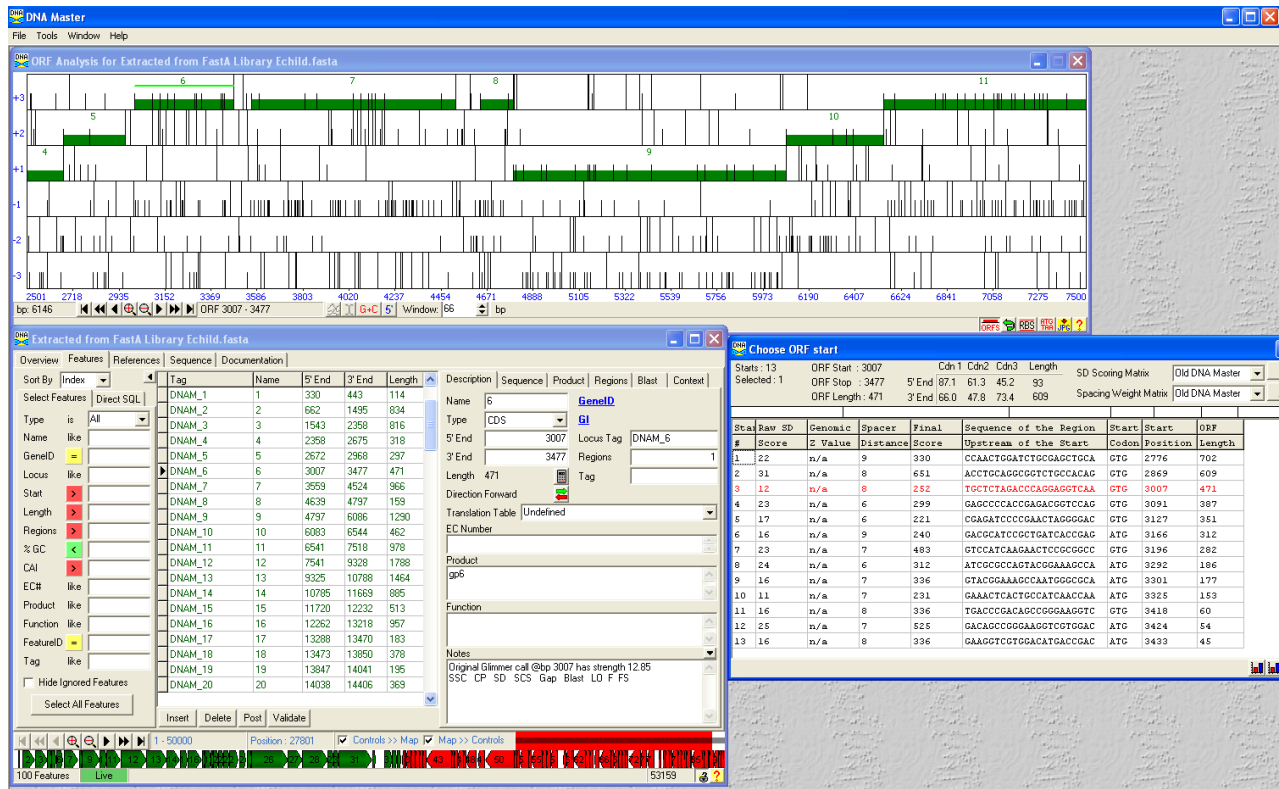 DNA Master
File Tools Window Help
ORF Analysis for Extracted from FastA Library Echild.fasta
6 7 8 11
+3
5 10
+2
4 9
+1
-1
-2
-3
2501 2718 2935 3152 3369 3586 3803 4020 4237 4454 4671 4888 5105 5322 5539 5756 5973 6190 6407 6624 6841 7058 7275 7500
bp: 6146 ORF 3007 - 3477 G+C 5' Window: 66 bp ORFS RBS ATG TAA JPG ?
Extracted from FastA Library Echild.fasta
Overview Features References Sequence Documentation
Sort By Index
Select Features Direct SQL
Type is All
Name like
GeneID =
Locus like
Start >
Length >
Regions >
% GC <
CAI >
EC# like
Product like
Function like
FeatureID =
Tag like
Hide Ignored Features
Select All Features
Tag Name 5' End 3' End Length
DNAM_1 1 330 443 114
DNAM_2 2 662 1495 834
DNAM_3 3 1543 2358 816
DNAM_4 4 2358 2675 318
DNAM_5 5 2672 2968 297
DNAM_6 6 3007 3477 471
DNAM_7 7 3559 4524 966
DNAM_8 8 4639 4797 159
DNAM_9 9 4797 6086 1290
DNAM_10 10 6083 6544 462
DNAM_11 11 6541 7518 978
DNAM_12 12 7541 9328 1788
DNAM_13 13 9325 10788 1464
DNAM_14 14 10785 11669 885
DNAM_15 15 11720 12232 513
DNAM_16 16 12262 13218 957
DNAM_17 17 13288 13470 183
DNAM_18 18 13473 13850 378
DNAM_19 19 13847 14041 195
DNAM_20 20 14038 14406 369
Insert Delete Post Validate
Description Sequence Product Regions Blast Context
Name 6 GeneID
Type CDS GI
5' End 3007 Locus Tag DNAM_6
3' End 3477 Regions 1
Length 471 Tag
Direction Forward
Translation Table Undefined
EC Number
Product
gp6
Function
Notes
Original Glimmer call @bp 3007 has strength 12.85
SSC CP SD SCS Gap Blast LO F FS
1 - 50000 Position : 27801 Controls >> Map Map >> Controls
100 Features Live 53159 ?
Choose ORF start
Starts : 13 ORF Start : 3007 Cdn 1 Cdn2 Cdn3 Length SD Scoring Matrix Old DNA Master
Selected : 1 ORF Stop : 3477 5' End 87.1 61.3 45.2 93
ORF Length : 471 3' End 66.0 47.8 73.4 609 Spacing Weight Matrix Old DNA Master
Star Raw SD Genomic Spacer Final Sequence of the Region Start Start ORF
# Score Z Value Distance Score Upstream of the Start Codon Position Length
1 22 n/a 9 330 CCAACTGGATCTGCGAGCTGCA GTG 2776 702
2 31 n/a 8 651 ACCTGCAGGCGGTCTGCCACAG GTG 2869 609
3 12 n/a 8 252 TGCTCTAGACCCAGGAGGTCAA GTG 3007 471
4 23 n/a 6 299 GAGCCCCACCGAGACGGTCCAG GTG 3091 387
5 17 n/a 6 221 CGAGATCCCCGAACTAGGGGAC GTG 3127 351
6 16 n/a 9 240 GACGCATCCGCTGATCACCGAG ATG 3166 312
7 23 n/a 7 483 GTCCATCAAGAACTCCGCGGCC GTG 3196 282
8 24 n/a 6 312 ATCGCGCCAGTACGGAAAGCCA ATG 3292 186
9 16 n/a 7 336 GTACGGAAAGCCAATGGGCGCA ATG 3301 177
10 11 n/a 7 231 GAAACTCACTGCCATCAACCAA ATG 3325 153
11 16 n/a 8 336 TGACCCGACAGCCGGGAAGGTC GTG 3418 60
12 25 n/a 7 525 GACAGCCGGGAAGGTCGTGGAC ATG 3424 54
13 16 n/a 8 336 GAAGGTCGTGGACATGACCGAC ATG 3433 45